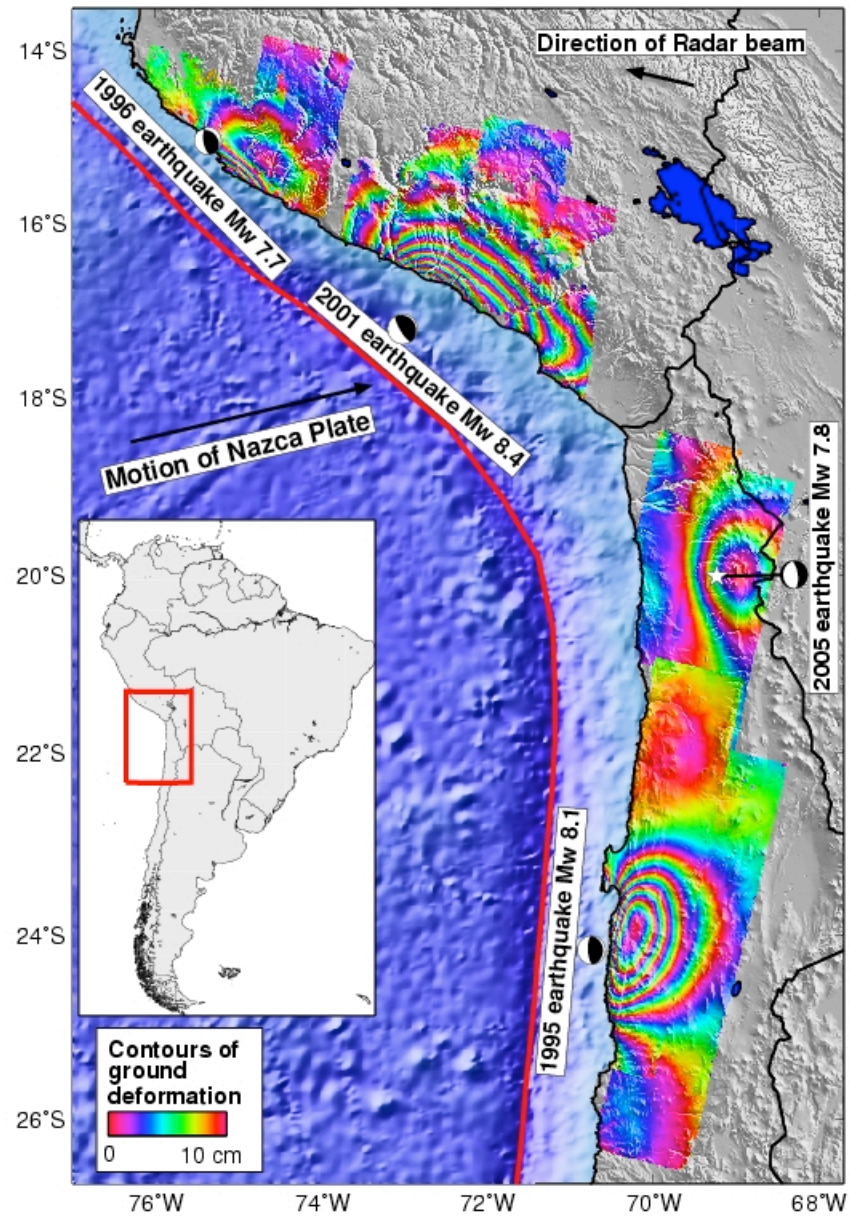 14°S
16°S
18°S
20°S
22°S
24°S
26°S
Direction of Radar beam
1996 earthquake Mw 7.7
2001 earthquake Mw 8.4
Motion of Nazca Plate
2005 earthquake Mw 7.8
1995 earthquake Mw 8.1
Contours of
ground
deformation
0 10 cm
76°W 74°W 72°W 70°W 68°W